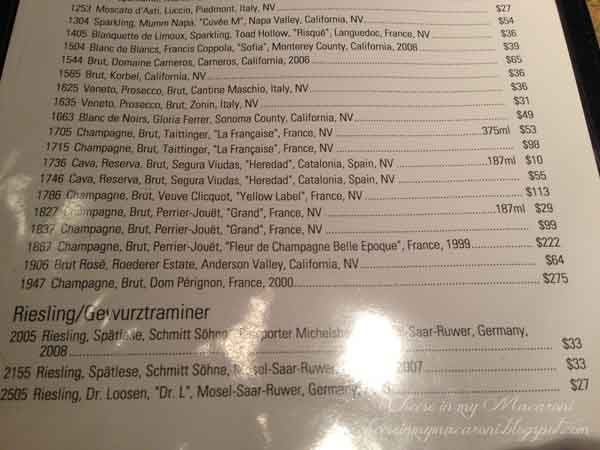 1253 Moscato d'Asti, Luccio, Piedmont, Italy, NV $27
1304 Sparkling, Mumm Napa, "Cuvée M", Napa Valley, California, NV $54
1405 Blanquette de Limoux, Sparkling, Toad Hollow, "Risqué", Languedoc, France, NV $36
1504 Blanc de Blancs, Francis Coppola, "Sofia", Monterey County, California, 2008 $39
1544 Brut, Domaine Carneros, Carneros, California, 2006 $65
1585 Brut, Korbel, California, NV $36
1625 Veneto, Prosecco, Brut, Cantine Maschio, Italy, NV $36
1635 Veneto, Prosecco, Brut, Zonin, Italy, NV $31
1663 Blanc de Noirs, Gloria Ferrer, Sonoma County, California, NV $49
1705 Champagne, Brut, Taittinger, "La Française", France, NV 375ml $53
1715 Champagne, Brut, Taittinger, "La Française", France, NV $98
1736 Cava, Reserva, Brut, Segura Viudas, "Heredad", Catalonia, Spain, NV 187ml $10
1746 Cava, Reserva, Brut, Segura Viudas, "Heredad", Catalonia, Spain, NV $55
1786 Champagne, Brut, Veuve Clicquot, "Yellow Label", France, NV $113
1827 Champagne, Brut, Perrier-Jouët, "Grand", France, NV 187ml $29
1837 Champagne, Brut, Perrier-Jouët, "Grand", France, NV $99
1887 Champagne, Brut, Perrier-Jouët, "Fleur de Champagne Belle Epoque", France, 1999 $222
1906 Brut Rosé, Roederer Estate, Anderson Valley, California, NV $64
1947 Champagne, Brut, Dom Pérignon, France, 2000 $275
Riesling/Gewurztraminer
2005 Riesling, Spätlese, Schmitt Söhne, Germany,
2008 $33
2155 Riesling, Spätlese, Schmitt Söhne, 2007 $33
2505 Riesling, Dr. Loosen, "Dr. L", Mosel-Saar-Ruwer, Germany, $27
Cheese in my Macaroni
cheeseinmymacaroni.blogspot.com